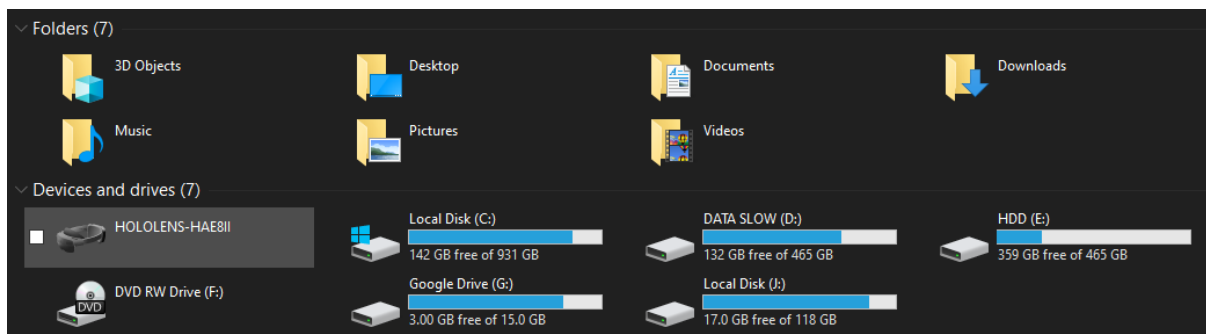 Folders (7)
3D Objects
Desktop
Documents
Downloads
Music
Pictures
Videos
Devices and drives (7)
HOLOLENS-HAE8II
Local Disk (C:)
142 GB free of 931 GB
DATA SLOW (D:)
132 GB free of 465 GB
HDD (E:)
359 GB free of 465 GB
DVD RW Drive (F:)
DVD
Google Drive (G:)
3.00 GB free of 15.0 GB
Local Disk (J:)
17.0 GB free of 118 GB